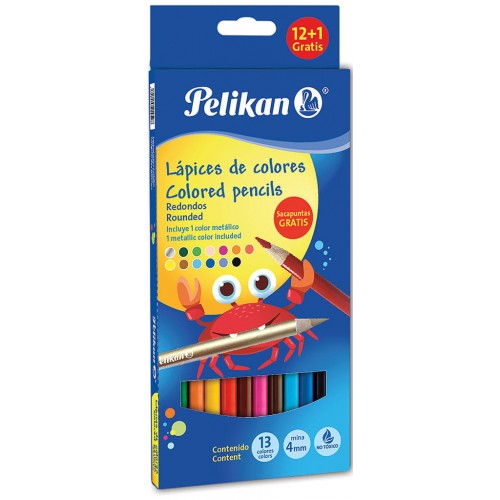 12+1
Gratis
Pelikan
®
Lápices de colores
Colored pencils
Redondos
Rounded
Incluye 1 color metálico
1 metallic color included
Sacapuntas
GRATIS
Pelikan
Pelikan
Contenido
Content
13
colores
colors
mina
4mm
NO TÓXICO